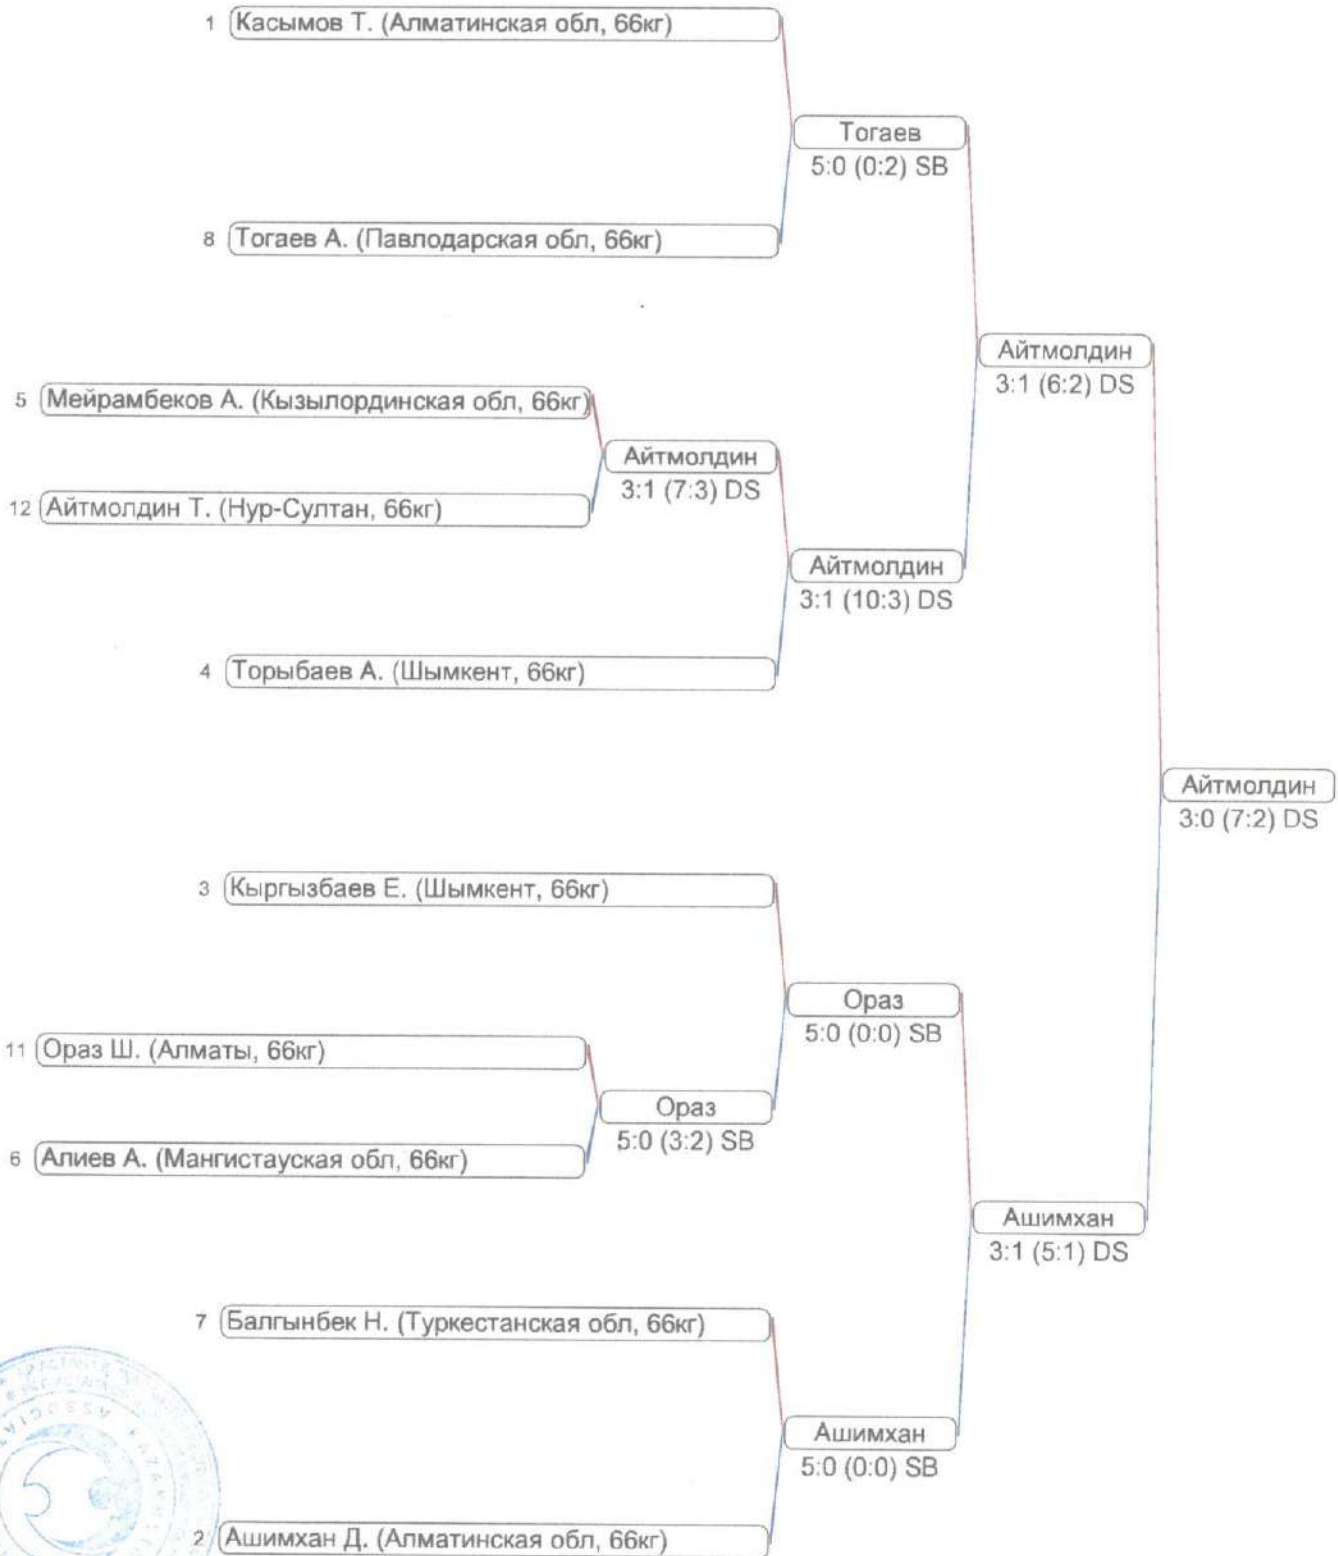 1 Касымов Т. (Алматинская обл, 66кг)
Тогаев
5:0 (0:2) SB
8 Тогаев А. (Павлодарская обл, 66кг)
Айтмолдин
3:1 (6:2) DS
5 Мейрамбеков А. (Кызылординская обл, 66кг)
Айтмолдин
3:1 (7:3) DS
12 Айтмолдин Т. (Нур-Султан, 66кг)
Айтмолдин
3:1 (10:3) DS
4 Торыбаев А. (Шымкент, 66кг)
Айтмолдин
3:0 (7:2) DS
3 Кыргызбаев Е. (Шымкент, 66кг)
Ораз
5:0 (0:0) SB
11 Ораз Ш. (Алматы, 66кг)
Ораз
5:0 (3:2) SB
6 Алиев А. (Мангистауская обл, 66кг)
Ашимхан
3:1 (5:1) DS
7 Балгынбек Н. (Туркестанская обл, 66кг)
Ашимхан
5:0 (0:0) SB
2 Ашимхан Д. (Алматинская обл, 66кг)